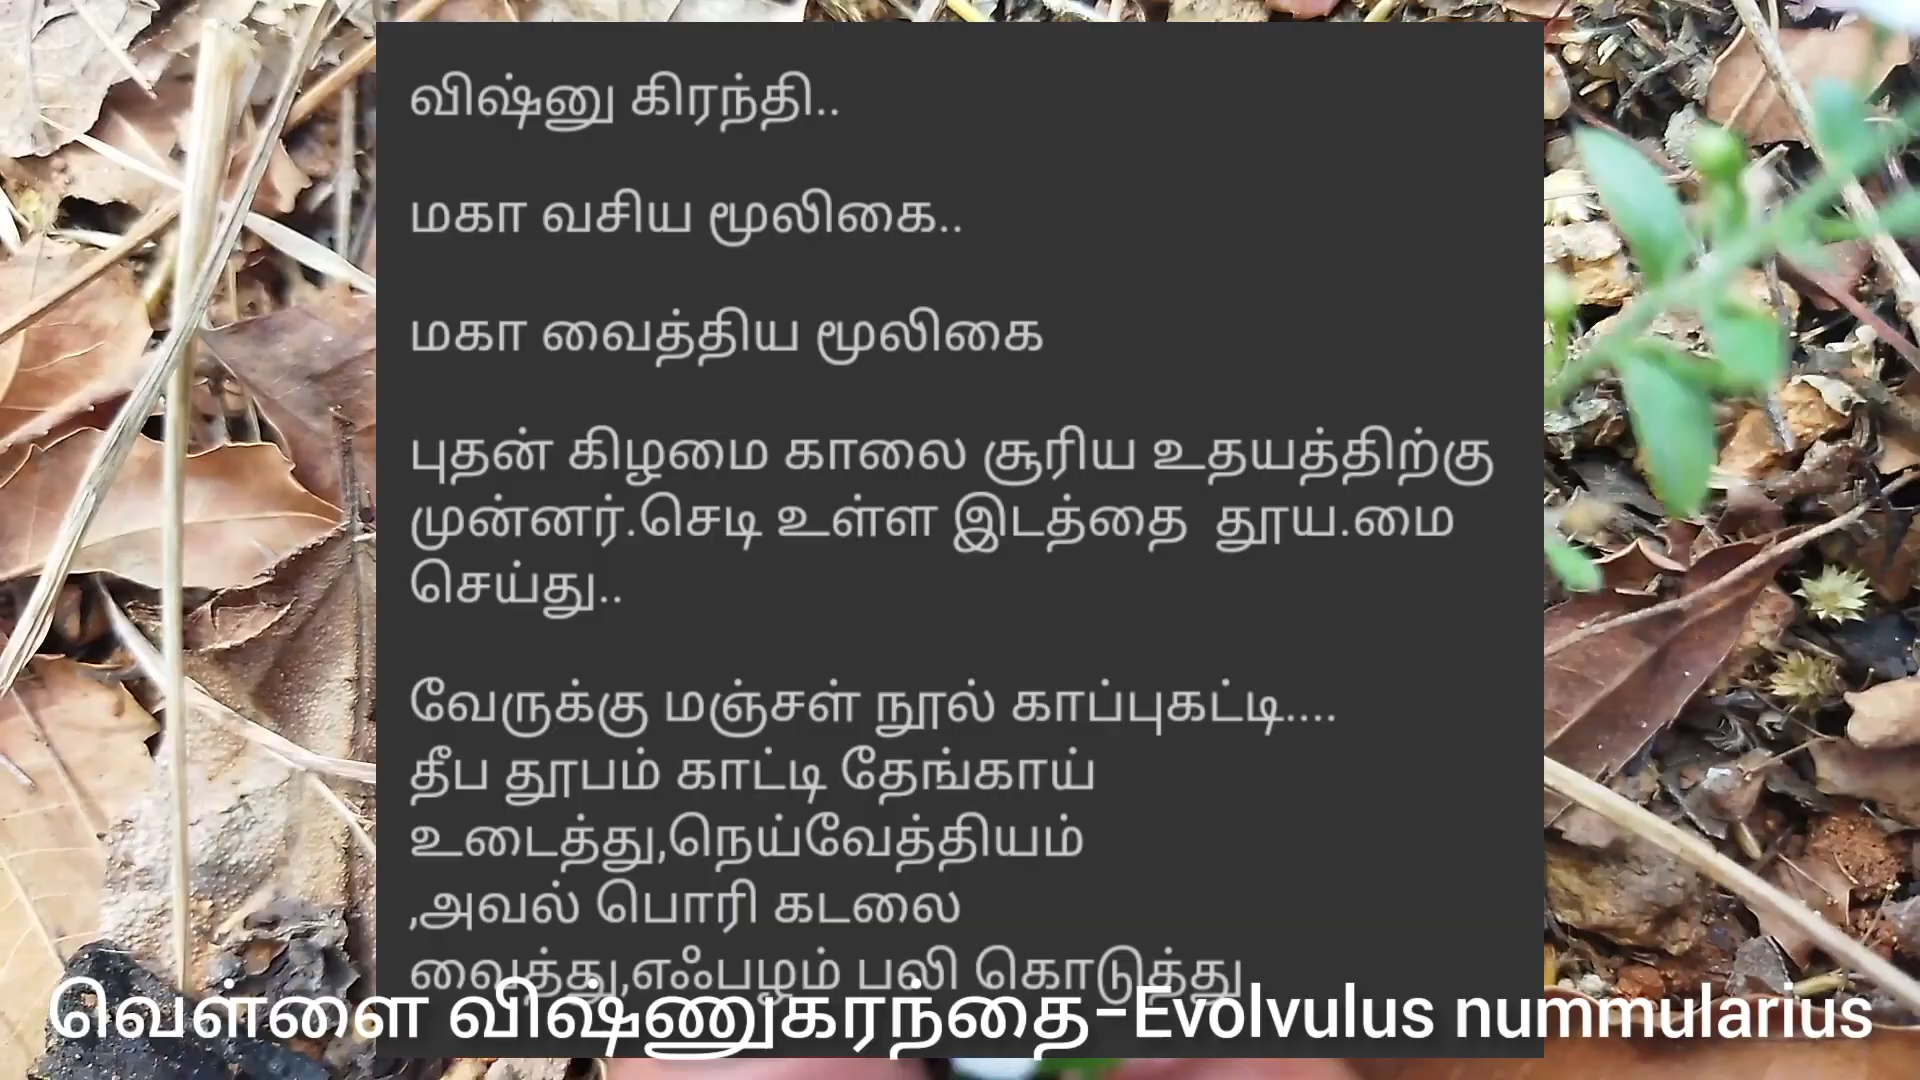 விஷ்னு கிரந்தி..
மகா வசிய மூலிகை..
மகா வைத்திய மூலிகை
புதன் கிழமை காலை சூரிய உதயத்திற்கு
முன்னர்.செடி உள்ள இடத்தை தூய.மை
செய்து..
வேருக்கு மஞ்சள் நூல் காப்புகட்டி....
தீப தூபம் காட்டி தேங்காய்
உடைத்து,நெய்வேத்தியம்
,அவல் பொரி கடலை
வைத்து,எஃபழம் பலி கொடுத்து
வெள்ளை விஷ்ணுகரந்தை-Evolvulus nummularius